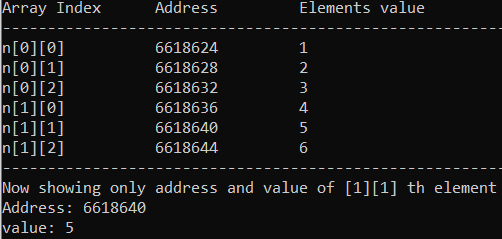 Array Index Address Elements value
--------------------------------------------------------------
n[0][0] 6618624 1
n[0][1] 6618628 2
n[0][2] 6618632 3
n[1][0] 6618636 4
n[1][1] 6618640 5
n[1][2] 6618644 6
--------------------------------------------------------------
Now showing only address and value of [1][1] th element
Address: 6618640
value: 5